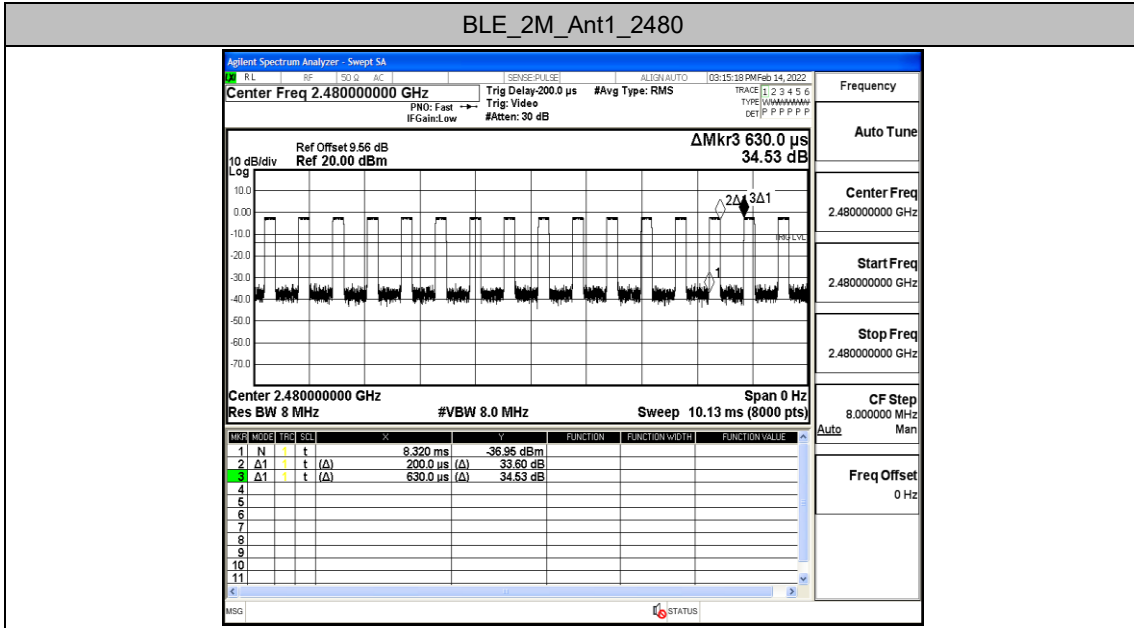 BLE_2M_Ant1_2480
Agilent Spectrum Analyzer - Swept SA
LXI RL RF 50 Ω AC SENSE:PULSE ALIGNAUTO 03:15:18 PM Feb 14, 2022
Center Freq 2.480000000 GHz
PNO: Fast
IFGain:Low
Trig Delay-200.0 µs
Trig: Video
#Atten: 30 dB
#Avg Type: RMS
TRACE 1 2 3 4 5 6
TYPE
DET P P P P P P
Frequency
Auto Tune
Center Freq
2.480000000 GHz
Start Freq
2.480000000 GHz
Stop Freq
2.480000000 GHz
CF Step
8.000000 MHz
Auto Man
Freq Offset
0 Hz
ΔMkr3 630.0 µs
34.53 dB
Ref Offset 9.56 dB
10 dB/div Ref 20.00 dBm
Log
10.0
0.00
-10.0
-20.0
-30.0
-40.0
-50.0
-60.0
-70.0
2Δ1 3Δ1
TRIG LVL
1
Center 2.480000000 GHz Span 0 Hz
Res BW 8 MHz #VBW 8.0 MHz Sweep 10.13 ms (8000 pts)
MKR MODE TRC SCL X Y FUNCTION FUNCTION WIDTH FUNCTION VALUE
1 N 1 t 8.320 ms -36.95 dBm
2 Δ1 1 t (Δ) 200.0 µs (Δ) 33.60 dB
3 Δ1 1 t (Δ) 630.0 µs (Δ) 34.53 dB
4
5
6
7
8
9
10
11
MSG STATUS